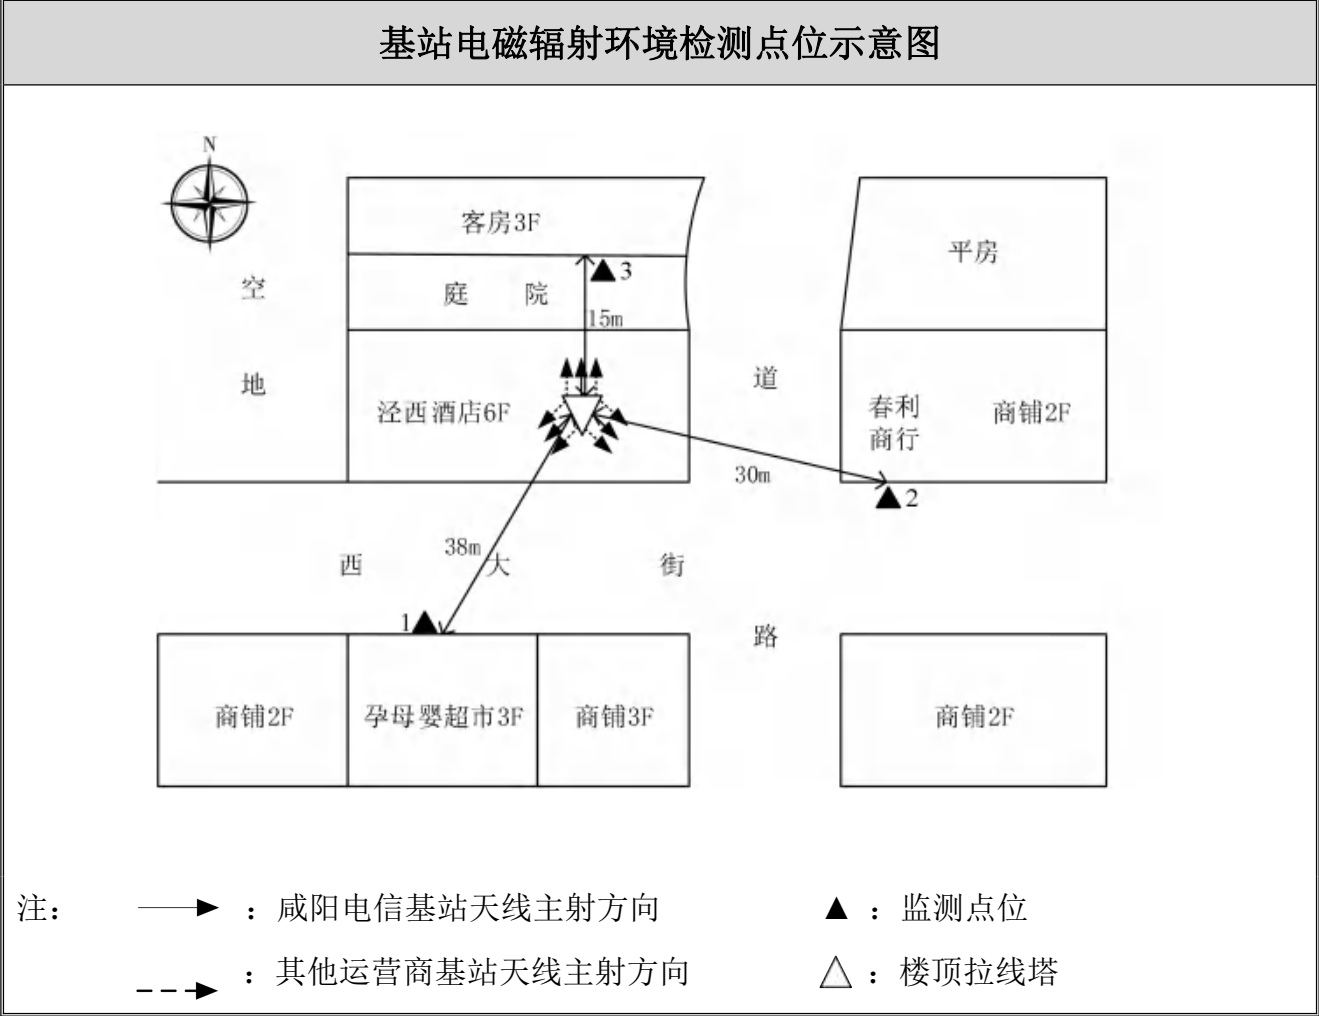 基站电磁辐射环境检测点位示意图
N
客房3F
平房
▲3
空
庭 院
15m
地
道
泾西酒店6F
春利
商行
商铺2F
30m
▲2
38m
西 大 街
1▲
路
商铺2F
孕母婴超市3F
商铺3F
商铺2F
注：
：咸阳电信基站天线主射方向
▲：监测点位
：其他运营商基站天线主射方向
△：楼顶拉线塔